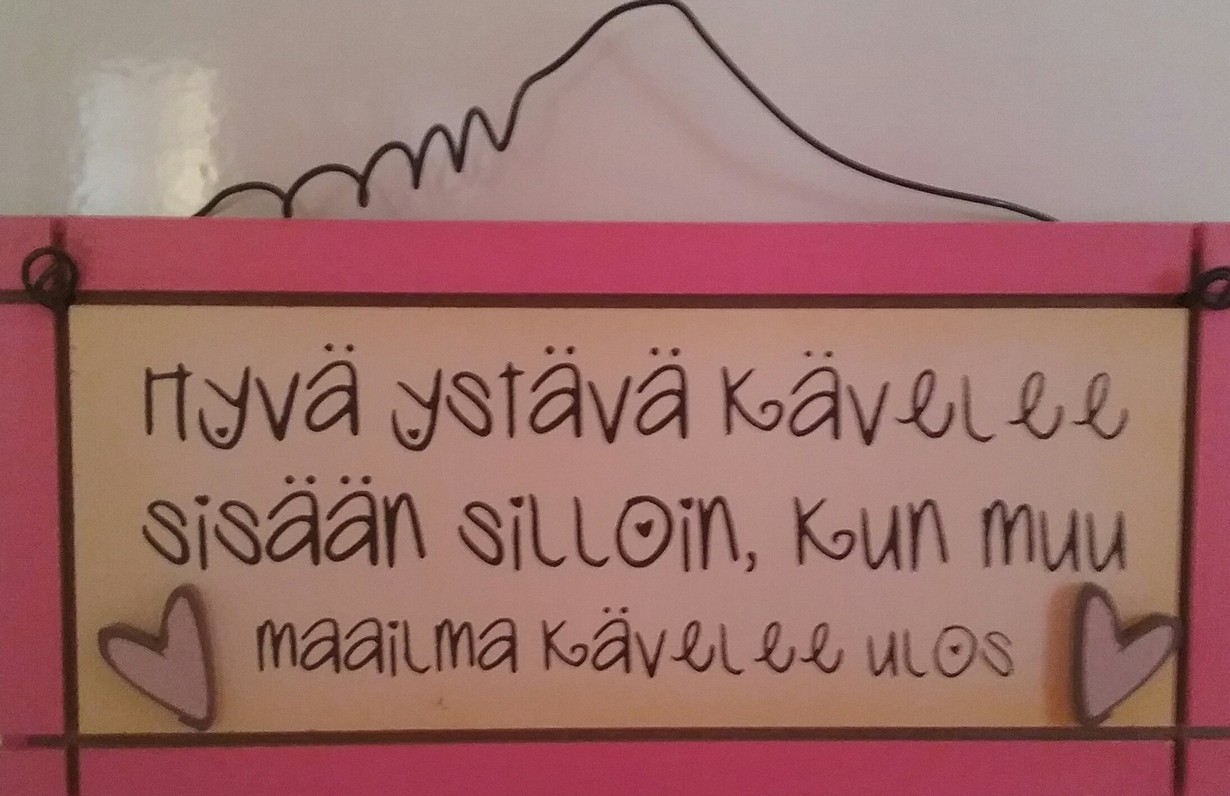 Hyvä ystävä kävelee
sisään silloin, kun muu
maailma kävelee ulos